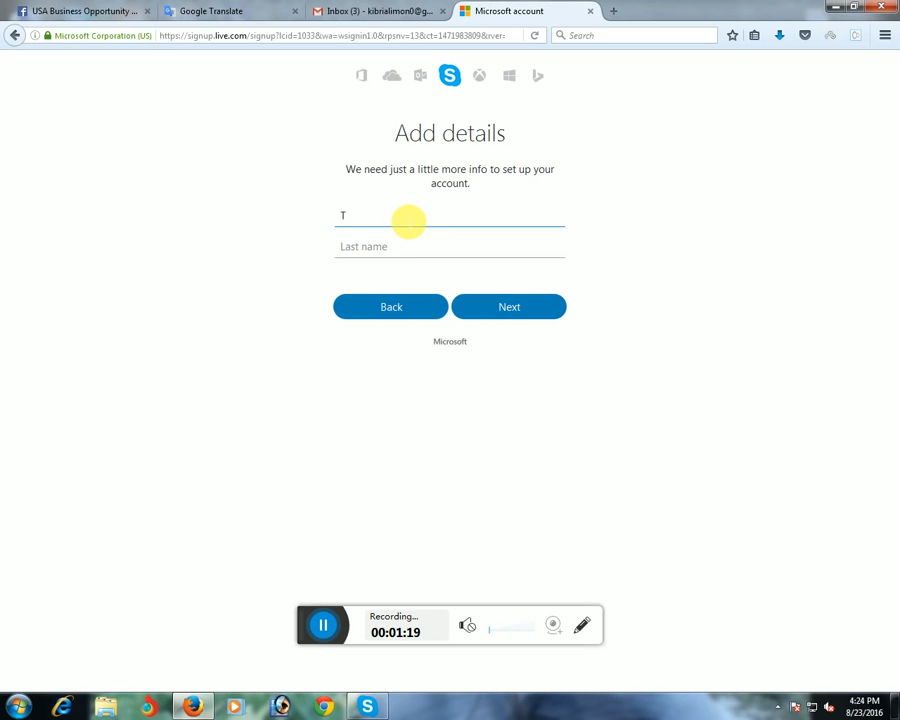 USA Business Opportunity ...
Google Translate
Inbox (3) - kibrialimon0@g...
Microsoft account
Microsoft Corporation (US)
https://signup.live.com/signup?lcid=1033&wa=wsignin1.0&rpsnv=13&ct=1471983809&rver=
Search
Add details
We need just a little more info to set up your
account.
T
Last name
Back
Next
Microsoft
Recording...
00:01:19
4:24 PM
8/23/2016